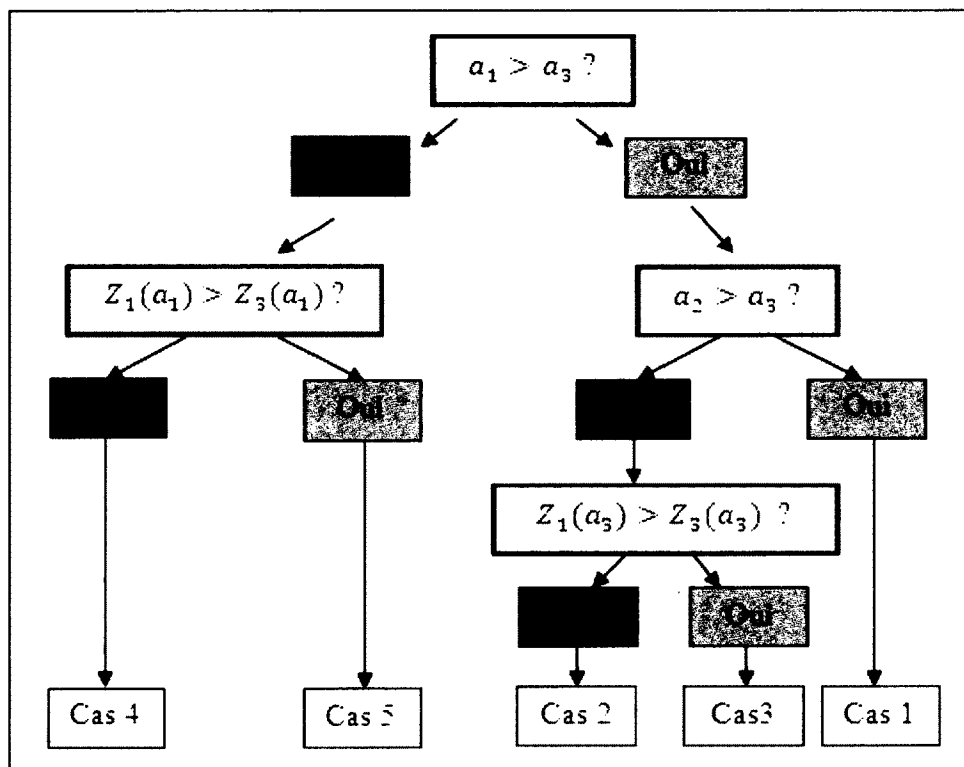 a₁ > a₃ ?
Oui
Z₁(a₁) > Z₃(a₁) ?
a₂ > a₃ ?
Oui
Oui
Z₁(a₃) > Z₃(a₃) ?
Oui
Cas 4
Cas 5
Cas 2
Cas3
Cas 1